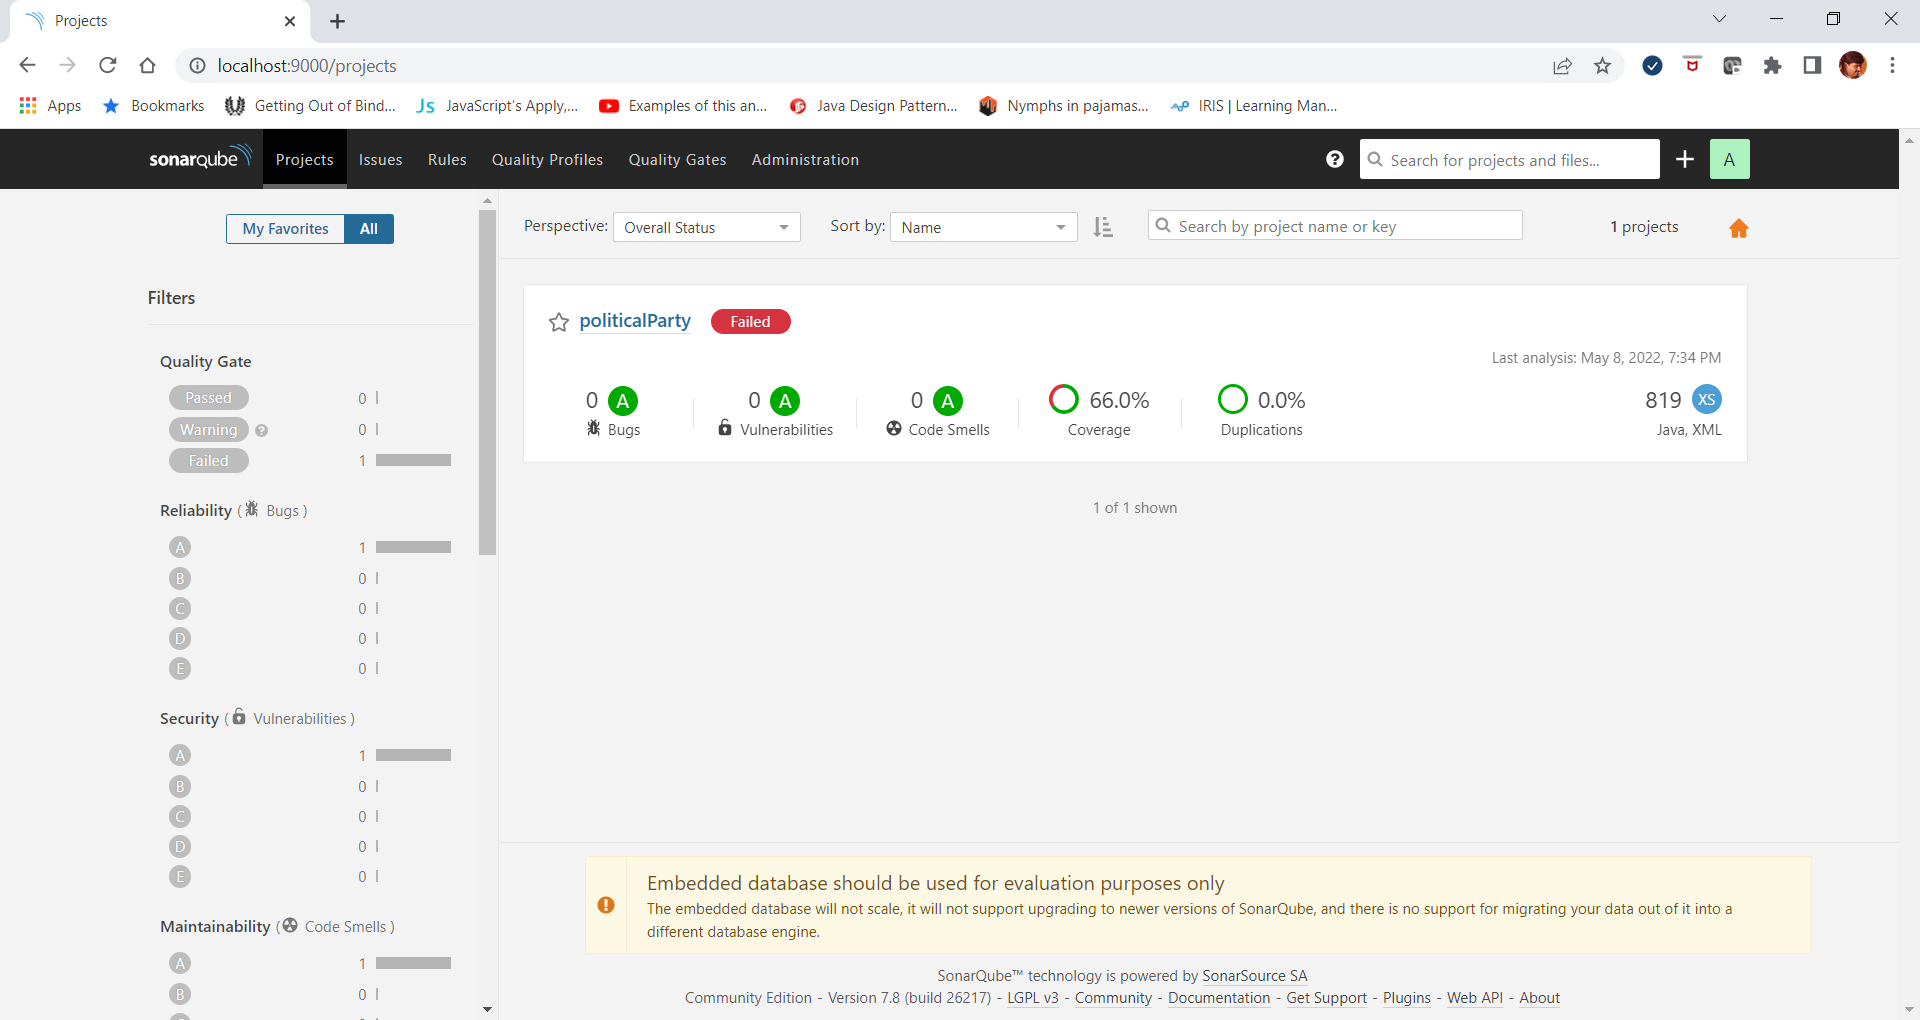 Projects
localhost:9000/projects
Apps Bookmarks Getting Out of Bind... JavaScript's Apply,... Examples of this an... Java Design Pattern... Nymphs in pajamas... IRIS | Learning Man...
sonarqube Projects Issues Rules Quality Profiles Quality Gates Administration Search for projects and files... A
My Favorites All
Perspective: Overall Status Sort by: Name Search by project name or key 1 projects
Filters
Quality Gate
Passed 0
Warning 0
Failed 1
Reliability ( Bugs )
A 1
B 0
C 0
D 0
E 0
Security ( Vulnerabilities )
A 1
B 0
C 0
D 0
E 0
Maintainability ( Code Smells )
A 1
B 0
politicalParty Failed
Last analysis: May 8, 2022, 7:34 PM
0 A 0 A 0 A 66.0% 0.0% 819 XS
Bugs Vulnerabilities Code Smells Coverage Duplications Java, XML
1 of 1 shown
Embedded database should be used for evaluation purposes only
The embedded database will not scale, it will not support upgrading to newer versions of SonarQube, and there is no support for migrating your data out of it into a
different database engine.
SonarQube™ technology is powered by SonarSource SA
Community Edition - Version 7.8 (build 26217) - LGPL v3 - Community - Documentation - Get Support - Plugins - Web API - About